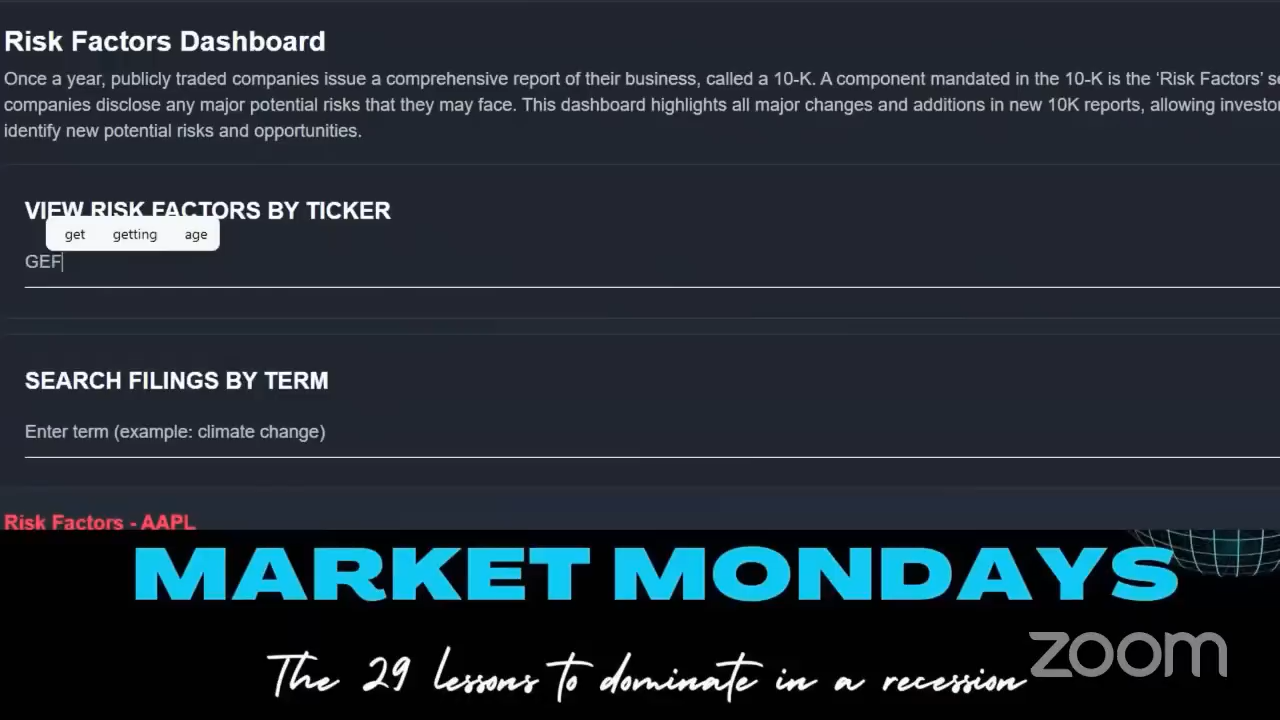 Risk Factors Dashboard
Once a year, publicly traded companies issue a comprehensive report of their business, called a 10-K. A component mandated in the 10-K is the ‘Risk Factors’
companies disclose any major potential risks that they may face. This dashboard highlights all major changes and additions in new 10K reports, allowing
identify new potential risks and opportunities.
VIEW RISK FACTORS BY TICKER
get getting age
GEF
SEARCH FILINGS BY TERM
Enter term (example: climate change)
Risk Factors - AAPL
MARKET MONDAYS
The 29 lessons to dominate in a recession
zoom